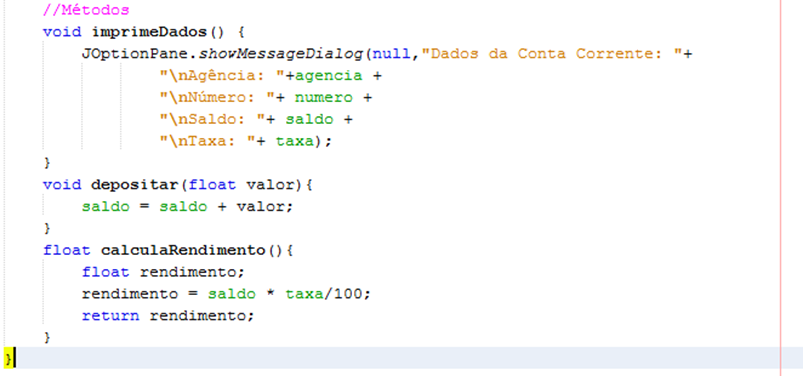 //Métodos
void imprimeDados() {
JOptionPane.showMessageDialog(null,"Dados da Conta Corrente: "+
"\nAgência: "+agencia +
"\nNúmero: "+ numero +
"\nSaldo: "+ saldo +
"\nTaxa: "+ taxa);
}
void depositar(float valor){
saldo = saldo + valor;
}
float calculaRendimento(){
float rendimento;
rendimento = saldo * taxa/100;
return rendimento;
}
}